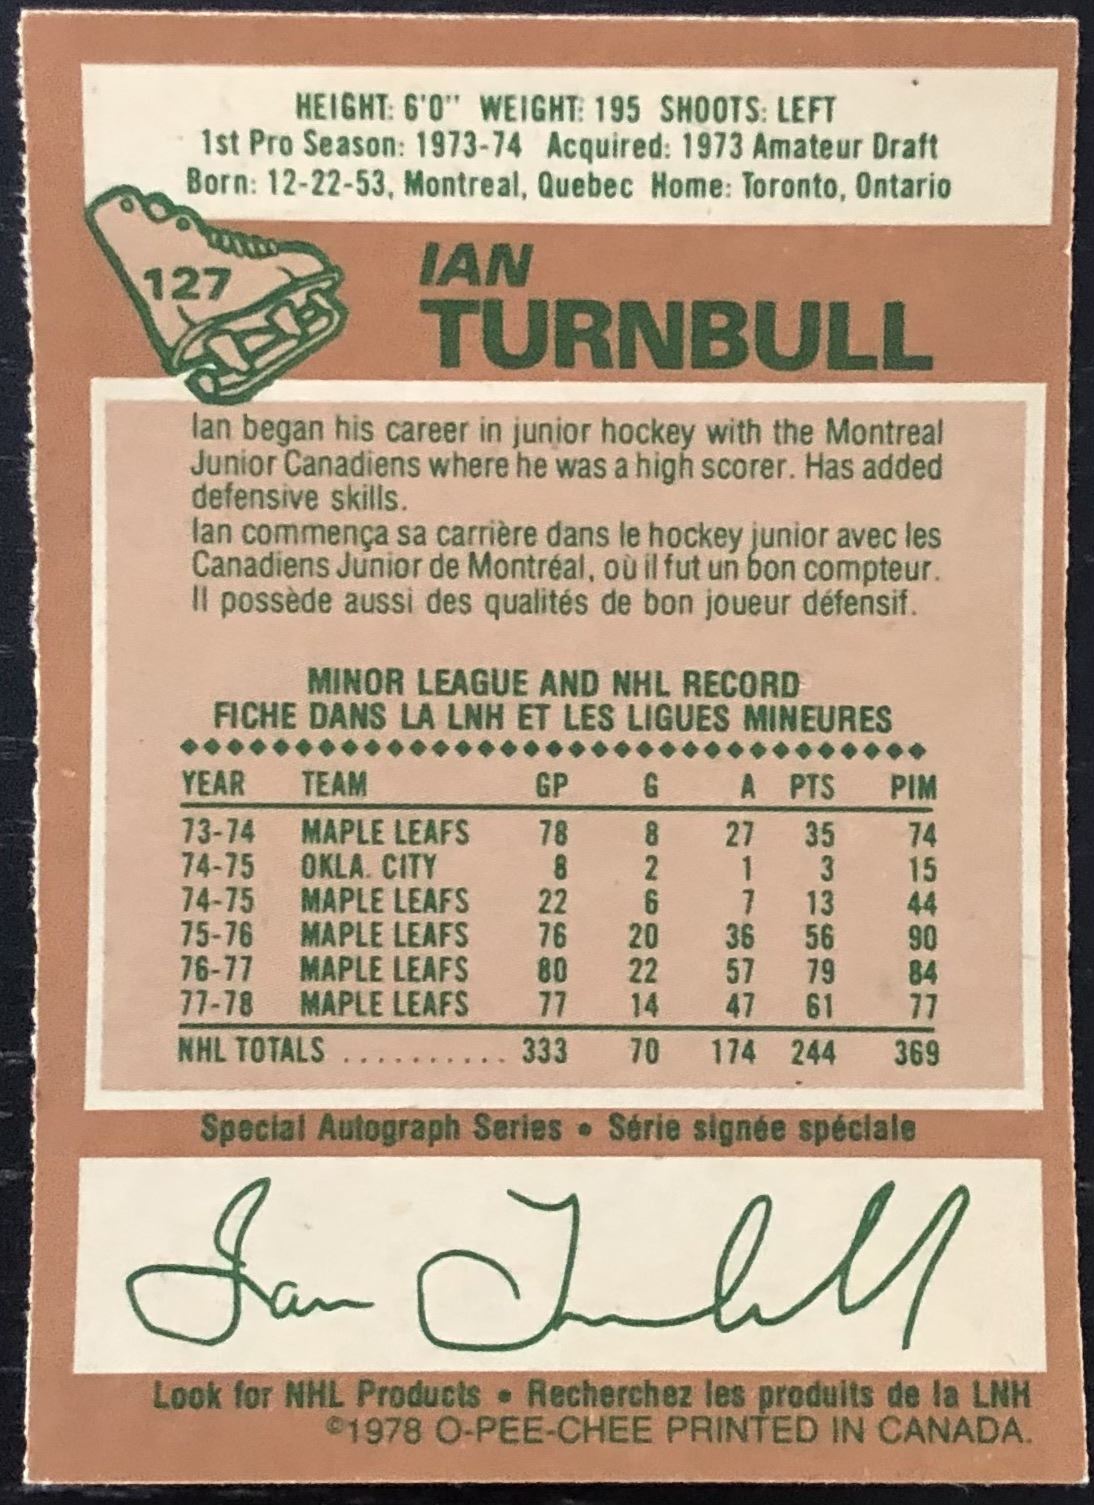 HEIGHT: 6'0" WEIGHT: 195 SHOOTS: LEFT
1st Pro Season: 1973-74 Acquired: 1973 Amateur Draft
Born: 12-22-53, Montreal, Quebec Home: Toronto, Ontario
127
IAN
TURNBULL
Ian began his career in junior hockey with the Montreal
Junior Canadiens where he was a high scorer. Has added
defensive skills.
Ian commença sa carrière dans le hockey junior avec les
Canadiens Junior de Montréal, où il fut un bon compteur.
Il possède aussi des qualités de bon joueur défensif.
MINOR LEAGUE AND NHL RECORD
FICHE DANS LA LNH ET LES LIGUES MINEURES
YEAR TEAM GP G A PTS PIM
73-74 MAPLE LEAFS 78 8 27 35 74
74-75 OKLA. CITY 8 2 1 3 15
74-75 MAPLE LEAFS 22 6 7 13 44
75-76 MAPLE LEAFS 76 20 36 56 90
76-77 MAPLE LEAFS 80 22 57 79 84
77-78 MAPLE LEAFS 77 14 47 61 77
NHL TOTALS .......... 333 70 174 244 369
Special Autograph Series • Série signée spéciale
Ian Turnbull
Look for NHL Products • Recherchez les produits de la LNH
©1978 O-PEE-CHEE PRINTED IN CANADA.